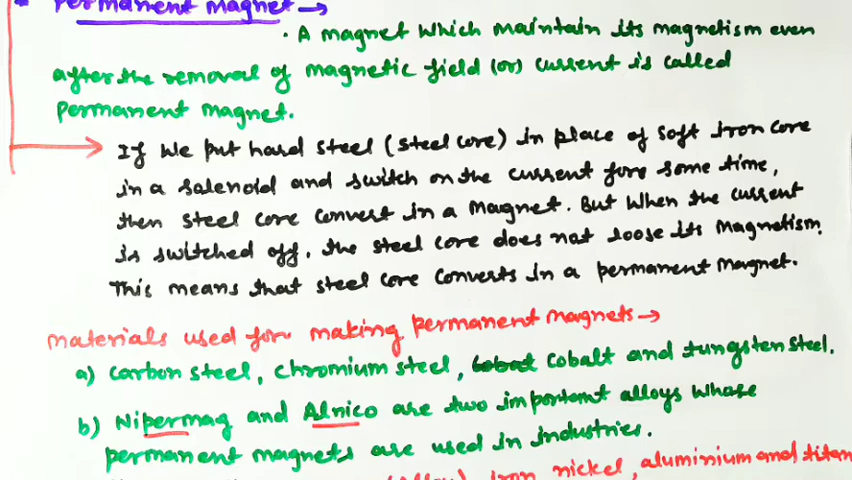 Permanent Magnet →
. A magnet which maintain its magnetism even
after the removal of magnetic field (or) current is called
permanent magnet.
If We put hard steel (steel core) in place of soft iron core
in a salenoid and switch on the current for some time,
then steel core convert in a magnet. But when the current
is switched off. the steel core does not loose its magnetism.
This means that steel core converts in a permanent magnet.
Materials used for making permanent magnets →
a) carbon steel, chromium steel, cobalt cobalt and tungsten steel.
b) Nipermag and Alnico are two important alloys whose
permanent magnets are used in industries.
(alloy) iron nickel, aluminium and titan